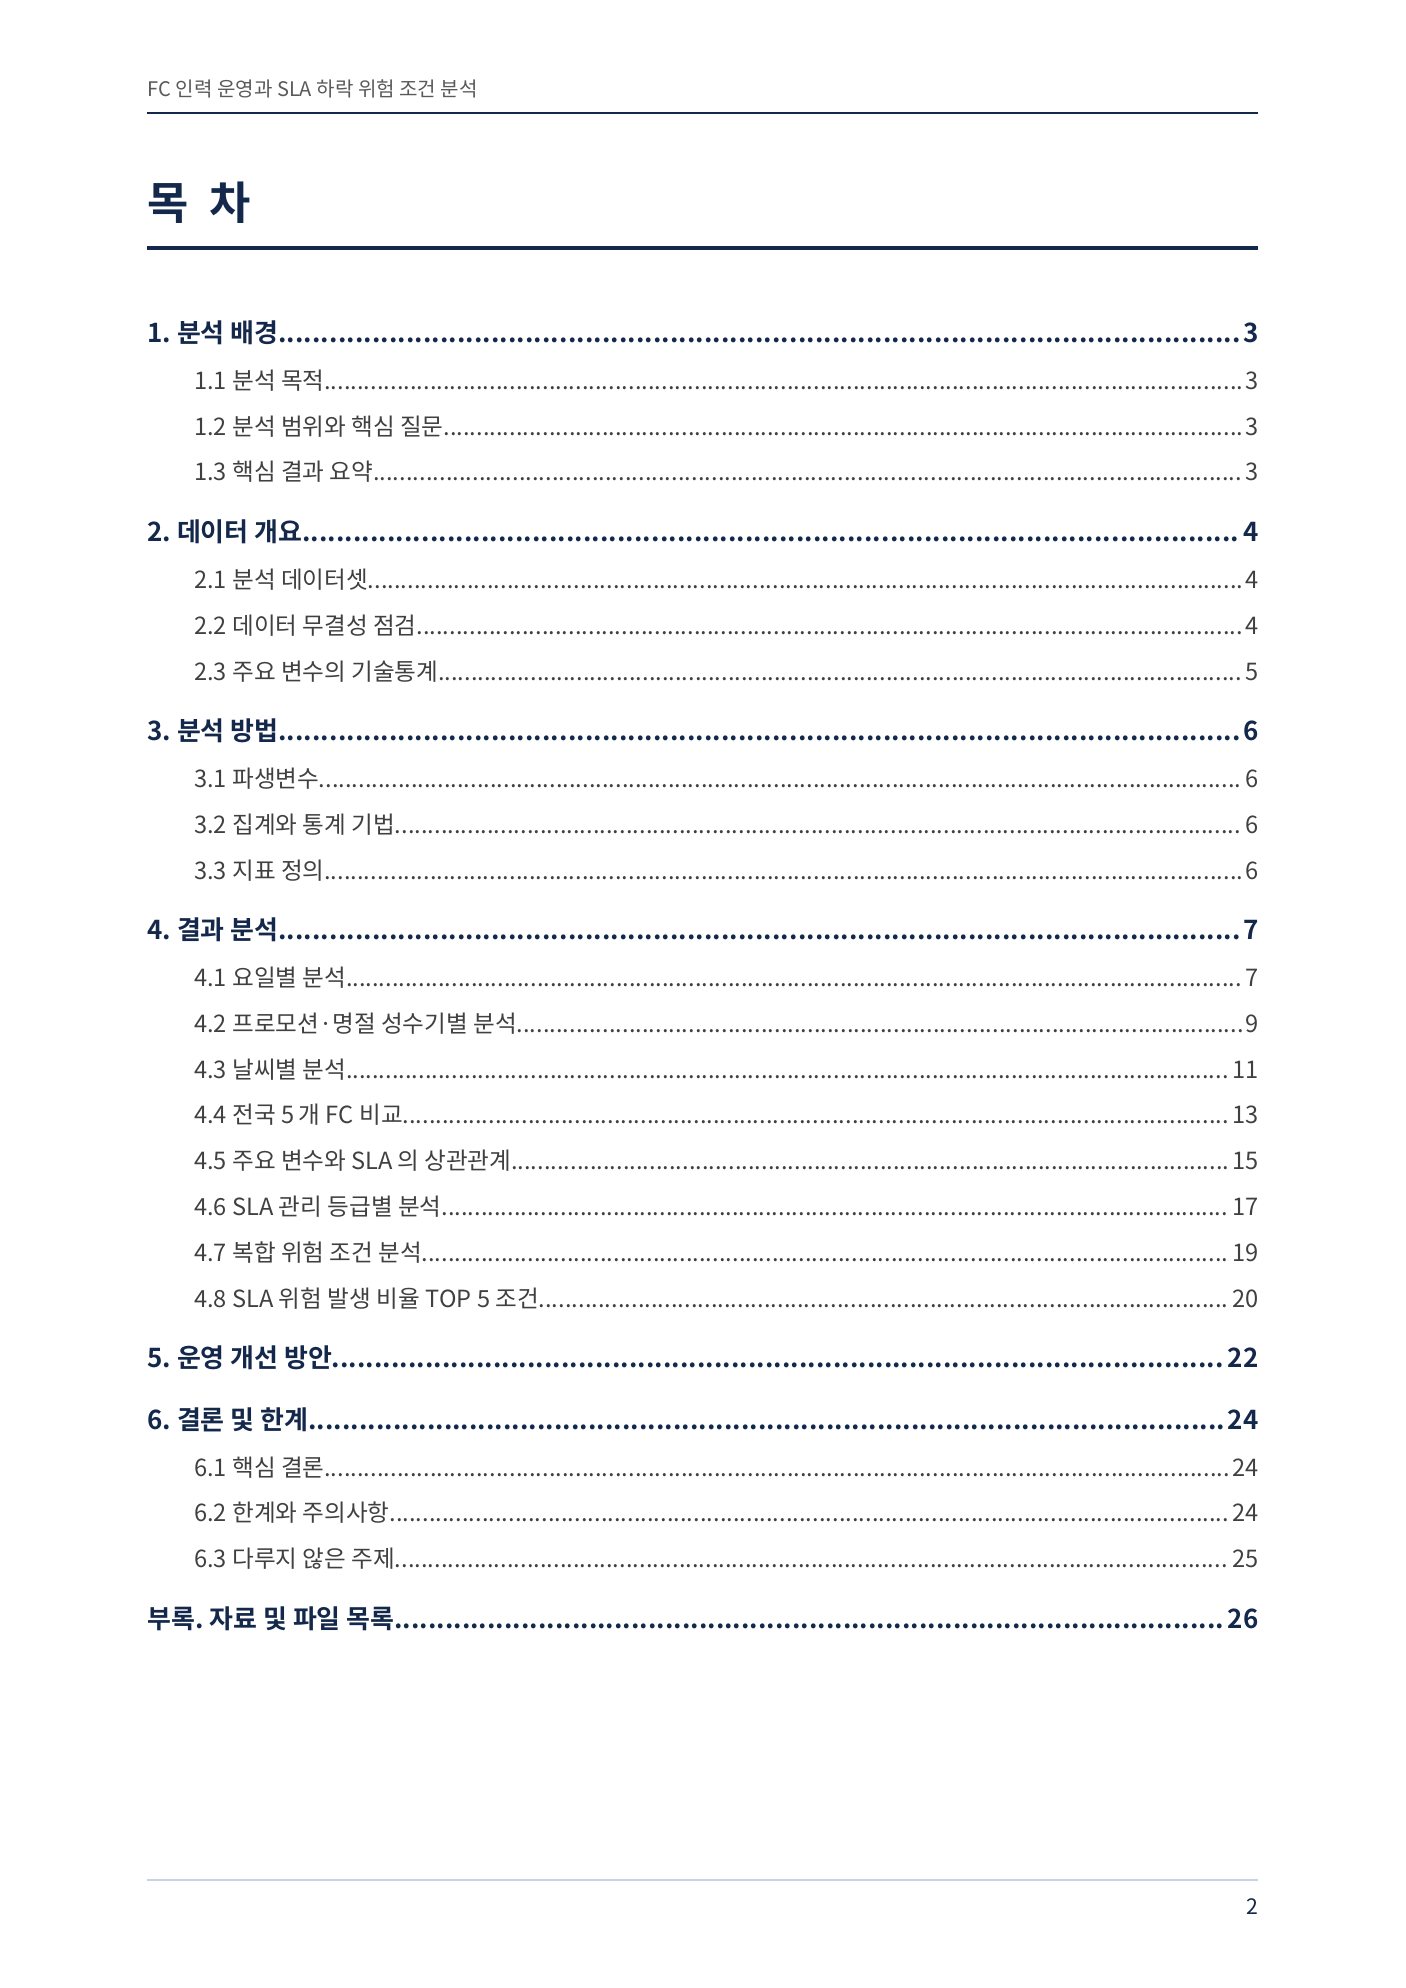 FC 인력 운영과 SLA 하락 위험 조건 분석
목 차
1. 분석 배경 3
1.1 분석 목적 3
1.2 분석 범위와 핵심 질문 3
1.3 핵심 결과 요약 3
2. 데이터 개요 4
2.1 분석 데이터셋 4
2.2 데이터 무결성 점검 4
2.3 주요 변수의 기술통계 5
3. 분석 방법 6
3.1 파생변수 6
3.2 집계와 통계 기법 6
3.3 지표 정의 6
4. 결과 분석 7
4.1 요일별 분석 7
4.2 프로모션·명절 성수기별 분석 9
4.3 날씨별 분석 11
4.4 전국 5개 FC 비교 13
4.5 주요 변수와 SLA의 상관관계 15
4.6 SLA 관리 등급별 분석 17
4.7 복합 위험 조건 분석 19
4.8 SLA 위험 발생 비율 TOP 5 조건 20
5. 운영 개선 방안 22
6. 결론 및 한계 24
6.1 핵심 결론 24
6.2 한계와 주의사항 24
6.3 다루지 않은 주제 25
부록. 자료 및 파일 목록 26
2